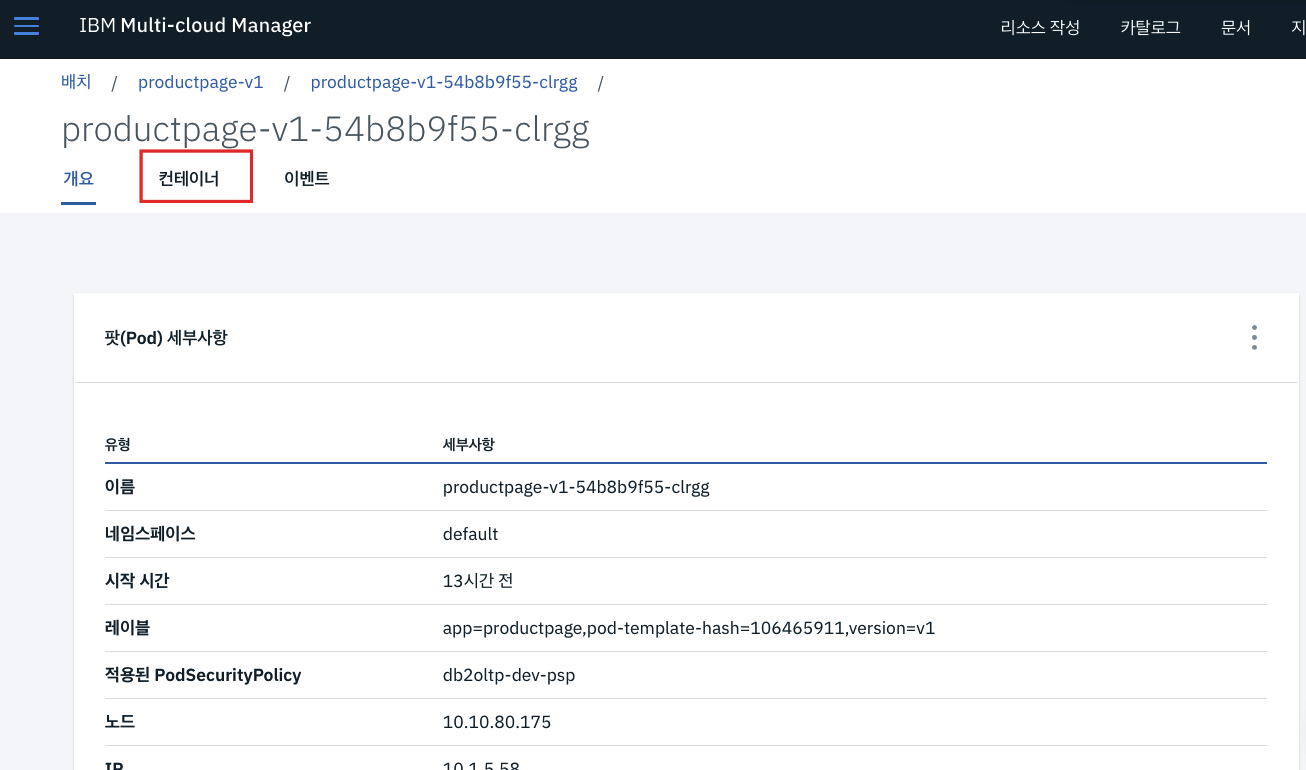 IBM Multi-cloud Manager 리소스 작성 카탈로그 문서 지
배치 / productpage-v1 / productpage-v1-54b8b9f55-clrgg /
productpage-v1-54b8b9f55-clrgg
개요 컨테이너 이벤트
팟(Pod) 세부사항
유형 세부사항
이름 productpage-v1-54b8b9f55-clrgg
네임스페이스 default
시작 시간 13시간 전
레이블 app=productpage,pod-template-hash=106465911,version=v1
적용된 PodSecurityPolicy db2oltp-dev-psp
노드 10.10.80.175
IP 10.1.5.58